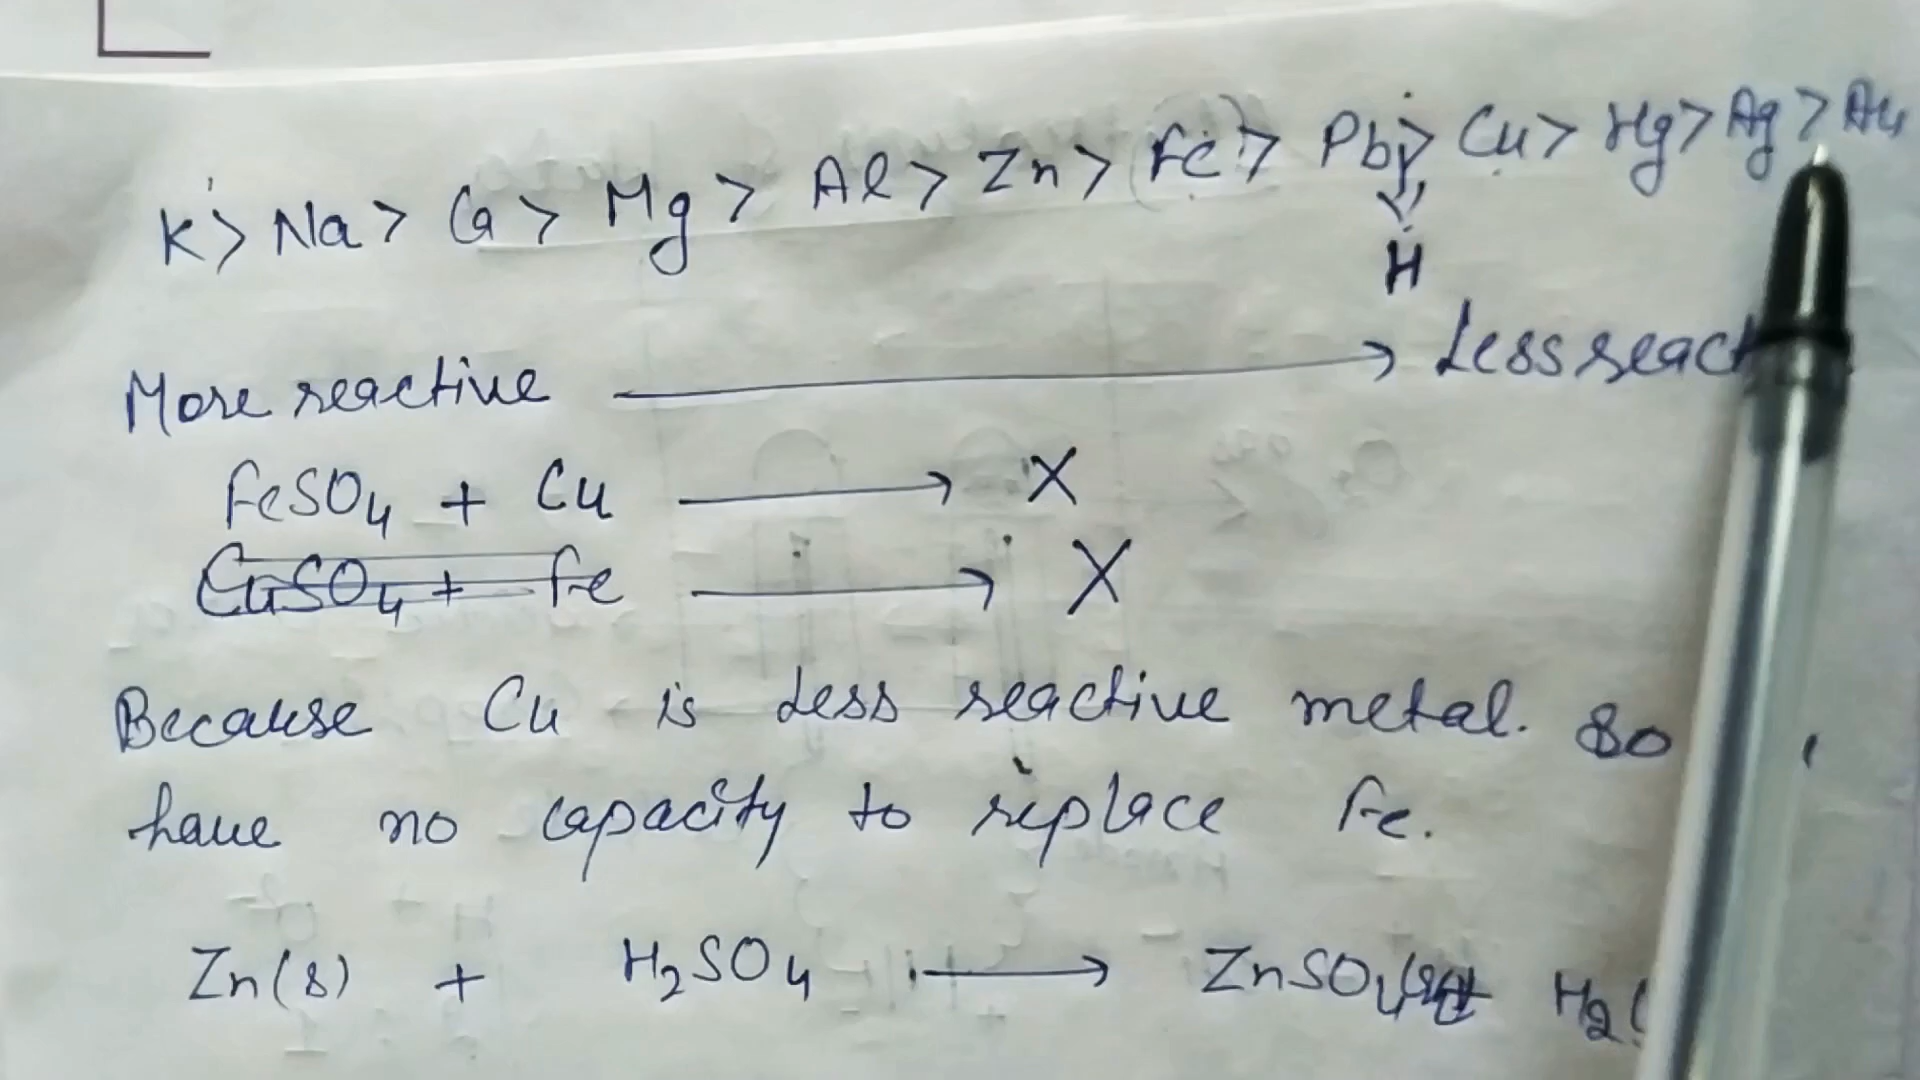 K > Na > Ca > Mg > Al > Zn > (Fe) > Pb > Cu > Hg > Ag > Au
H
More reactive → Less react
FeSO4 + Cu → X
CuSO4 + Fe → X
Because Cu is Less reactive metal. So
have no capacity to replace Fe.
Zn(s) + H2SO4 → ZnSO4 + H2(